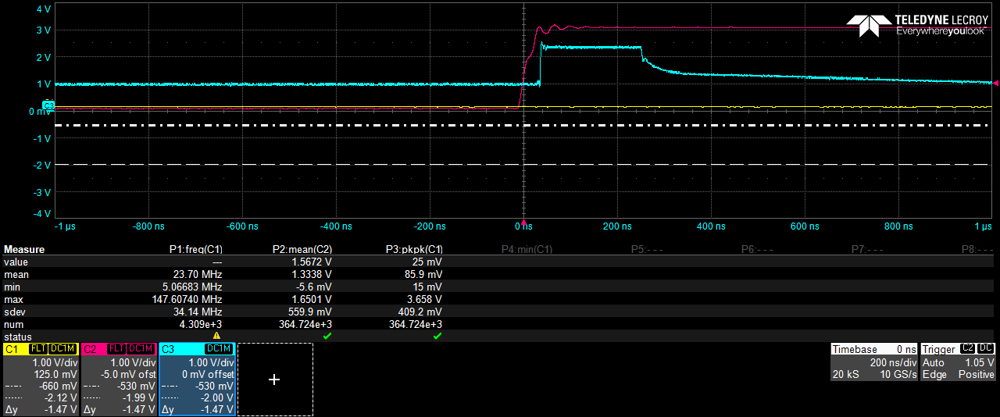 4 V
TELEDYNE LECROY
Everywhereyoulook
3 V
2 V
1 V
C3
0 mV
-1 V
-2 V
-3 V
-4 V
-1 µs -800 ns -600 ns -400 ns -200 ns 0 ns 200 ns 400 ns 600 ns 800 ns 1 µs
Measure P1:freq(C1) P2:mean(C2) P3:pkpk(C1) P4:min(C1) P5:- - - P6:- - - P7:- - - P8:- - -
value --- 1.5672 V 25 mV
mean 23.70 MHz 1.3338 V 85.9 mV
min 5.06683 MHz -5.6 mV 15 mV
max 147.60740 MHz 1.6501 V 3.658 V
sdev 34.14 MHz 559.9 mV 409.2 mV
num 4.309e+3 364.724e+3 364.724e+3
status
C1 FLT DC1M C2 FLT DC1M C3 DC1M Timebase 0 ns Trigger C2 DC
1.00 V/div 1.00 V/div 1.00 V/div 200 ns/div Auto 1.05 V
125.0 mV -5.0 mV ofst 0 mV offset 20 kS 10 GS/s Edge Positive
-660 mV -530 mV -530 mV
-2.12 V -1.99 V -2.00 V
Δy -1.47 V Δy -1.47 V Δy -1.47 V
+